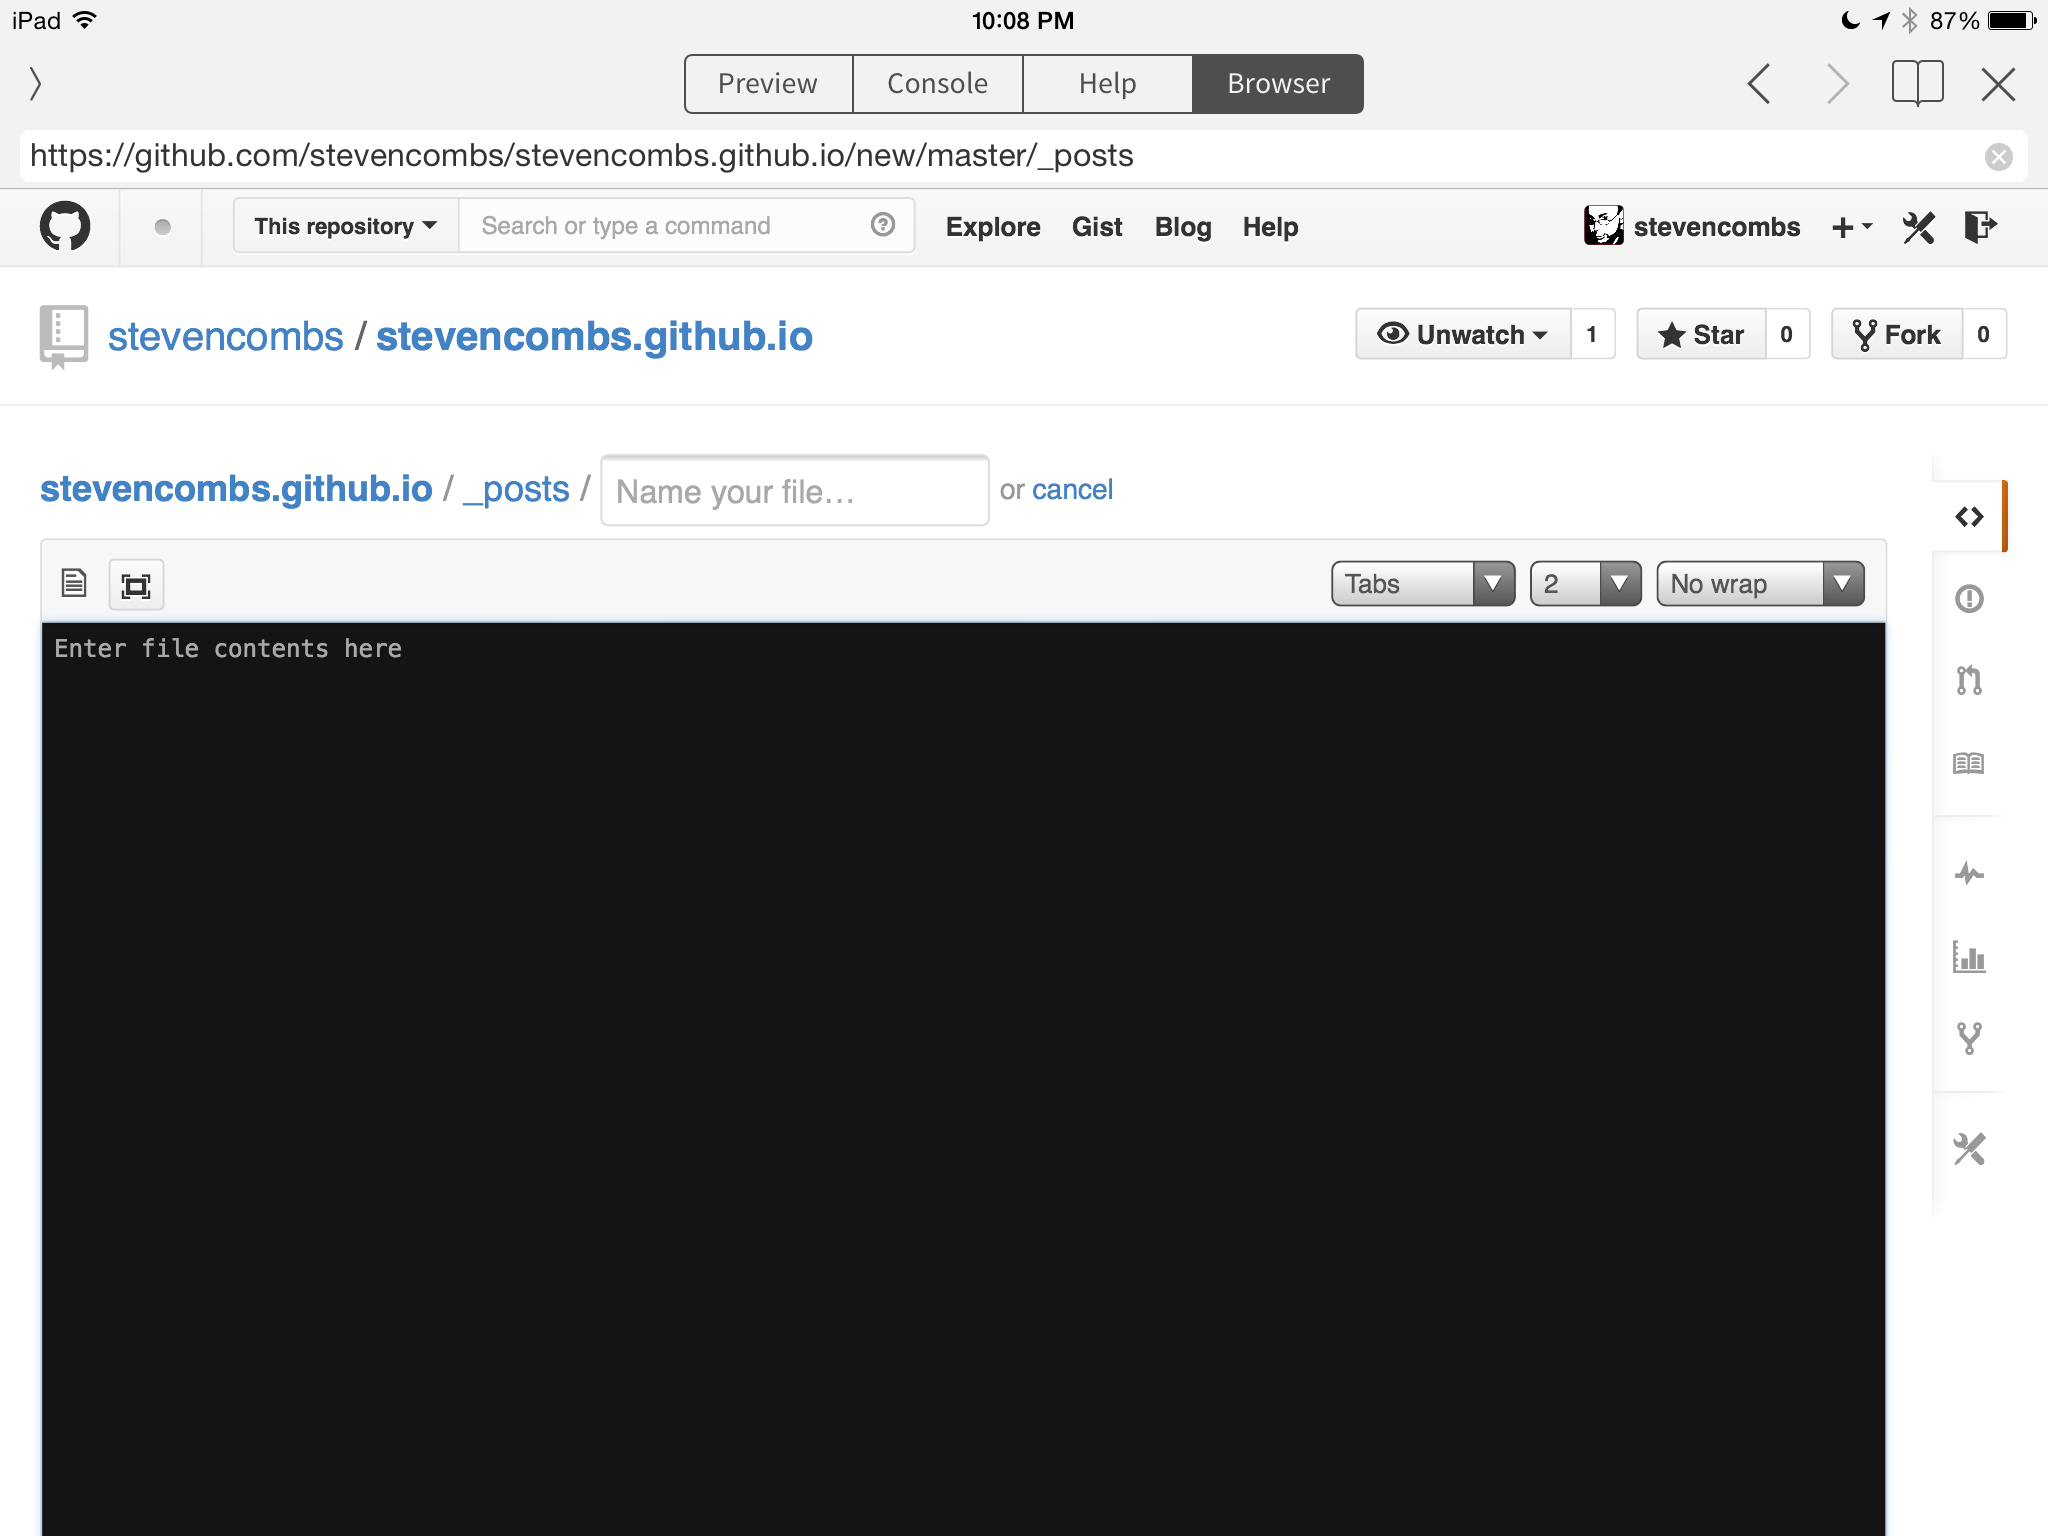 iPad 10:08 PM 87%
Preview Console Help Browser
https://github.com/stevencombs/stevencombs.github.io/new/master/_posts
This repository Search or type a command Explore Gist Blog Help stevencombs
stevencombs / stevencombs.github.io Unwatch 1 Star 0 Fork 0
stevencombs.github.io / _posts / Name your file... or cancel
Tabs 2 No wrap
Enter file contents here